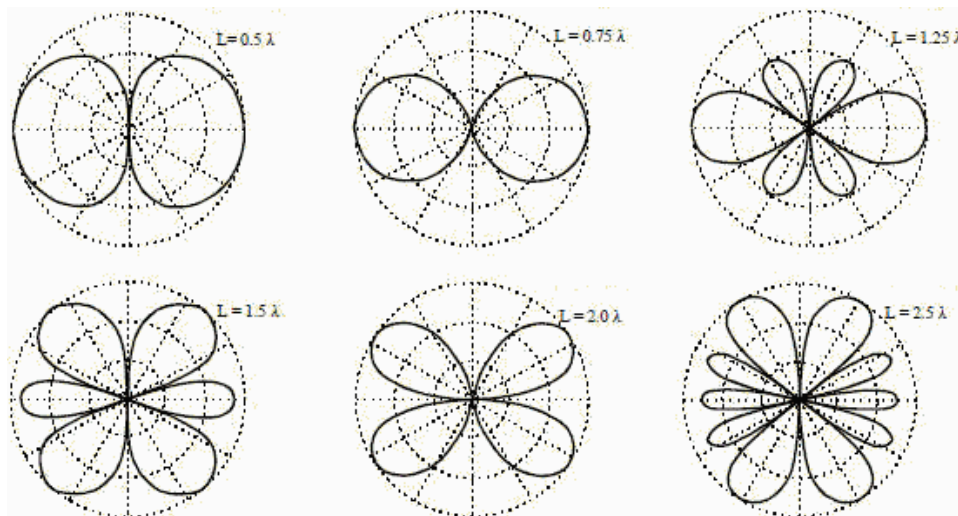 L= 0.5 λ
L = 0.75 λ
L = 1.25 λ
L = 1.5 λ
L = 2.0 λ
L = 2.5 λ